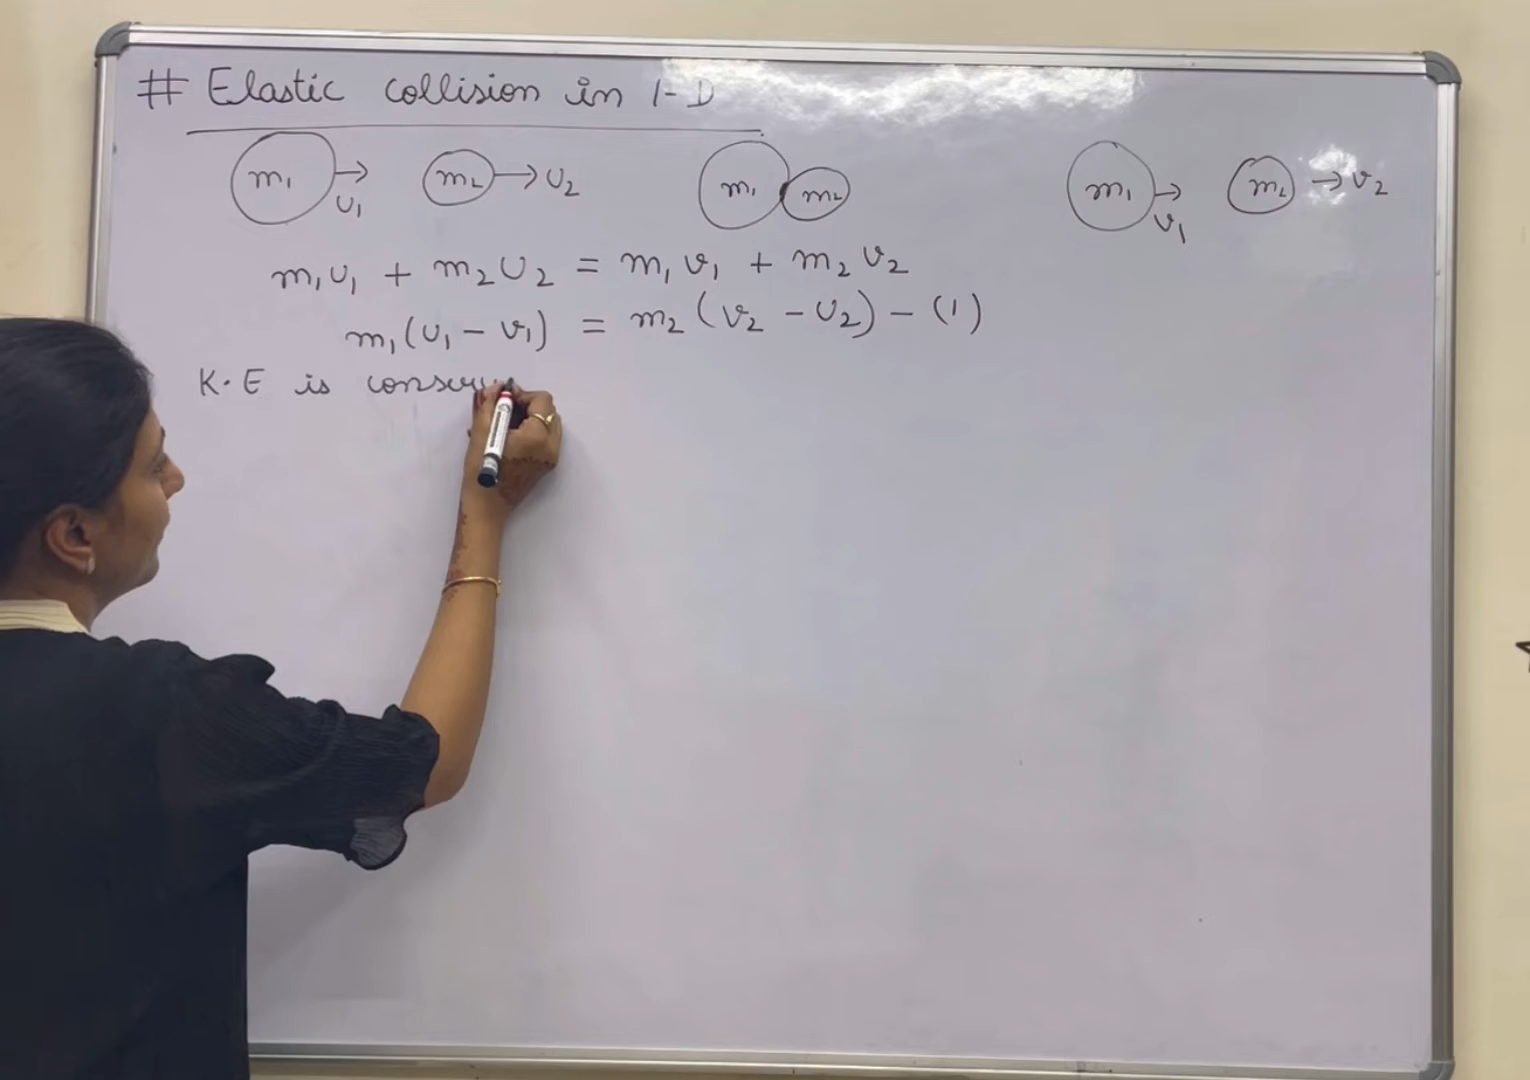 # Elastic collision in 1-D
m₁ → U₁ m₂ → U₂ m₁ m₂ m₁ → v₁ m₂ → v₂
m₁U₁ + m₂U₂ = m₁v₁ + m₂v₂
m₁(U₁ - v₁) = m₂(v₂ - U₂) - (1)
K.E is conserv